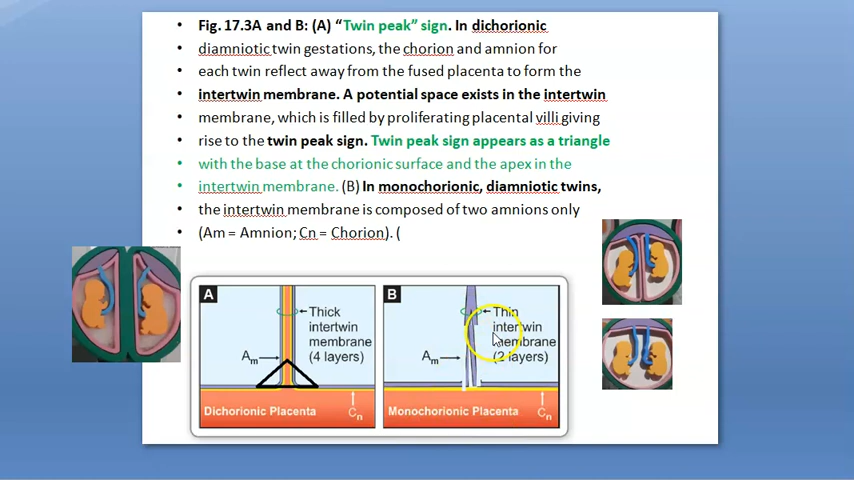 • Fig. 17.3A and B: (A) “Twin peak” sign. In dichorionic
• diamniotic twin gestations, the chorion and amnion for
• each twin reflect away from the fused placenta to form the
• intertwin membrane. A potential space exists in the intertwin
• membrane, which is filled by proliferating placental villi giving
• rise to the twin peak sign. Twin peak sign appears as a triangle
• with the base at the chorionic surface and the apex in the
• intertwin membrane. (B) In monochorionic, diamniotic twins,
• the intertwin membrane is composed of two amnions only
• (Am = Amnion; Cn = Chorion). (
A
Thick
intertwin
membrane
(4 layers)
Am
Dichorionic Placenta
Cn
B
Thin
intertwin
membrane
(2 layers)
Am
Monochorionic Placenta
Cn